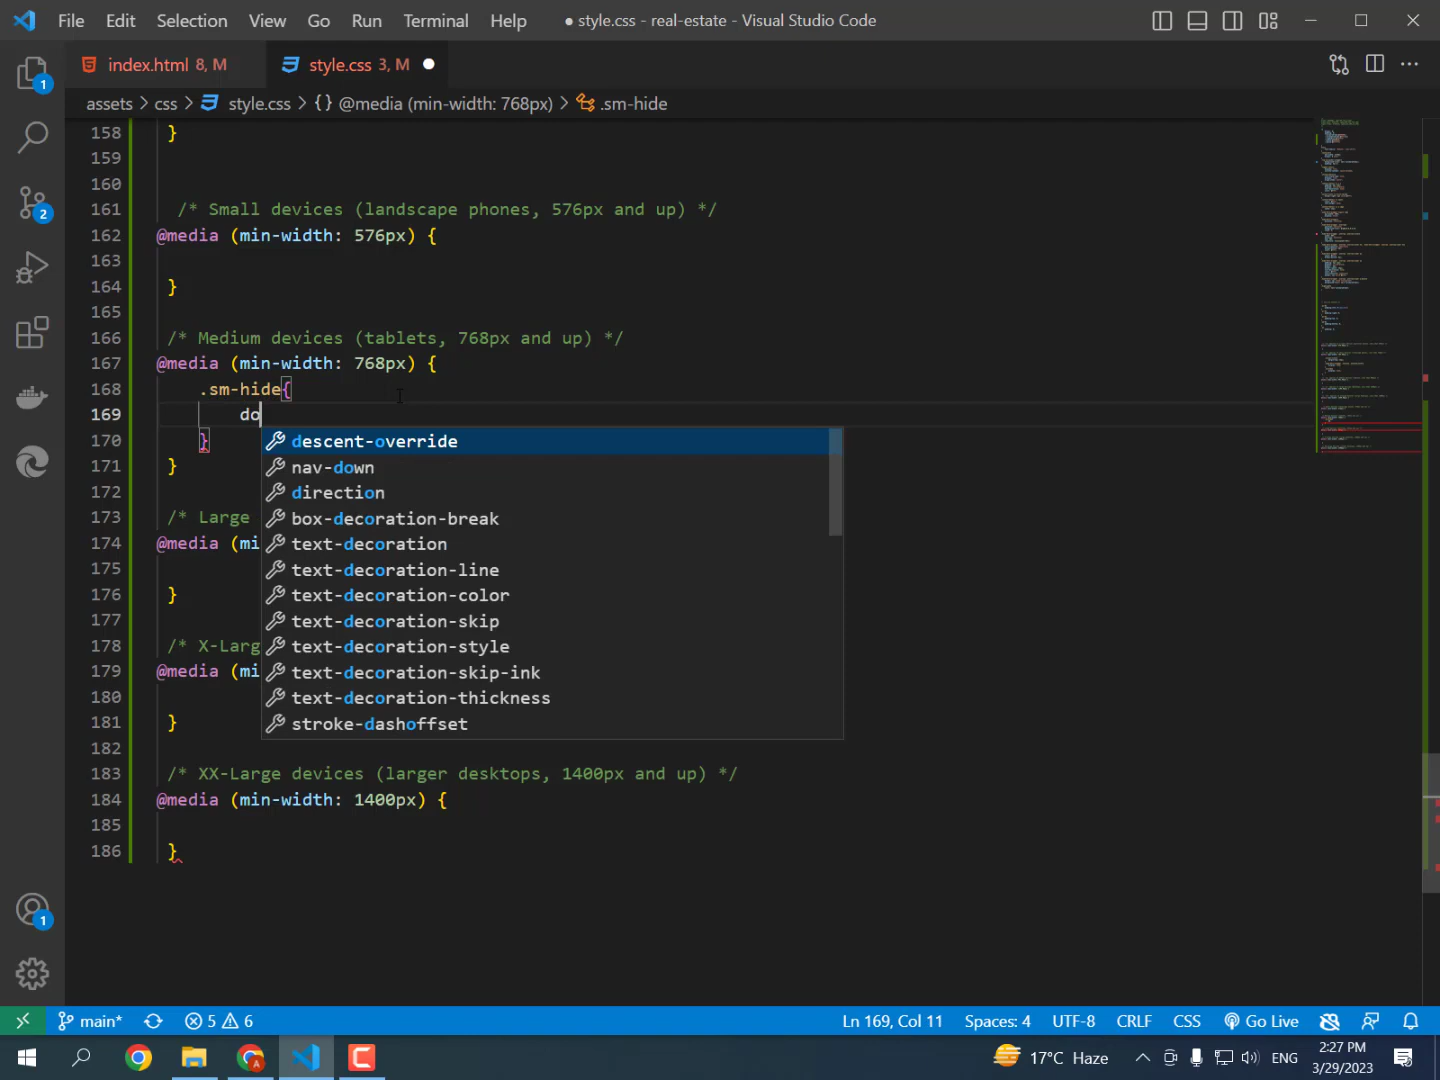 File Edit Selection View Go Run Terminal Help ● style.css - real-estate - Visual Studio Code
index.html 8, M style.css 3, M
assets > css > style.css > {} @media (min-width: 768px) > .sm-hide
158 }
159
160
161 /* Small devices (landscape phones, 576px and up) */
162 @media (min-width: 576px) {
163
164 }
165
166 /* Medium devices (tablets, 768px and up) */
167 @media (min-width: 768px) {
168 .sm-hide{
169 do
170 }
descent-override
nav-down
171 }
172
direction
173 /* Large
box-decoration-break
174 @media (mi
text-decoration
175
text-decoration-line
176 }
text-decoration-color
177
text-decoration-skip
178 /* X-Larg
text-decoration-style
179 @media (mi
text-decoration-skip-ink
180
text-decoration-thickness
181 }
stroke-dashoffset
182
183 /* XX-Large devices (larger desktops, 1400px and up) */
184 @media (min-width: 1400px) {
185
186 }
1
2
1
main* 5 6 Ln 169, Col 11 Spaces: 4 UTF-8 CRLF CSS Go Live
17°C Haze ENG 2:27 PM
3/29/2023